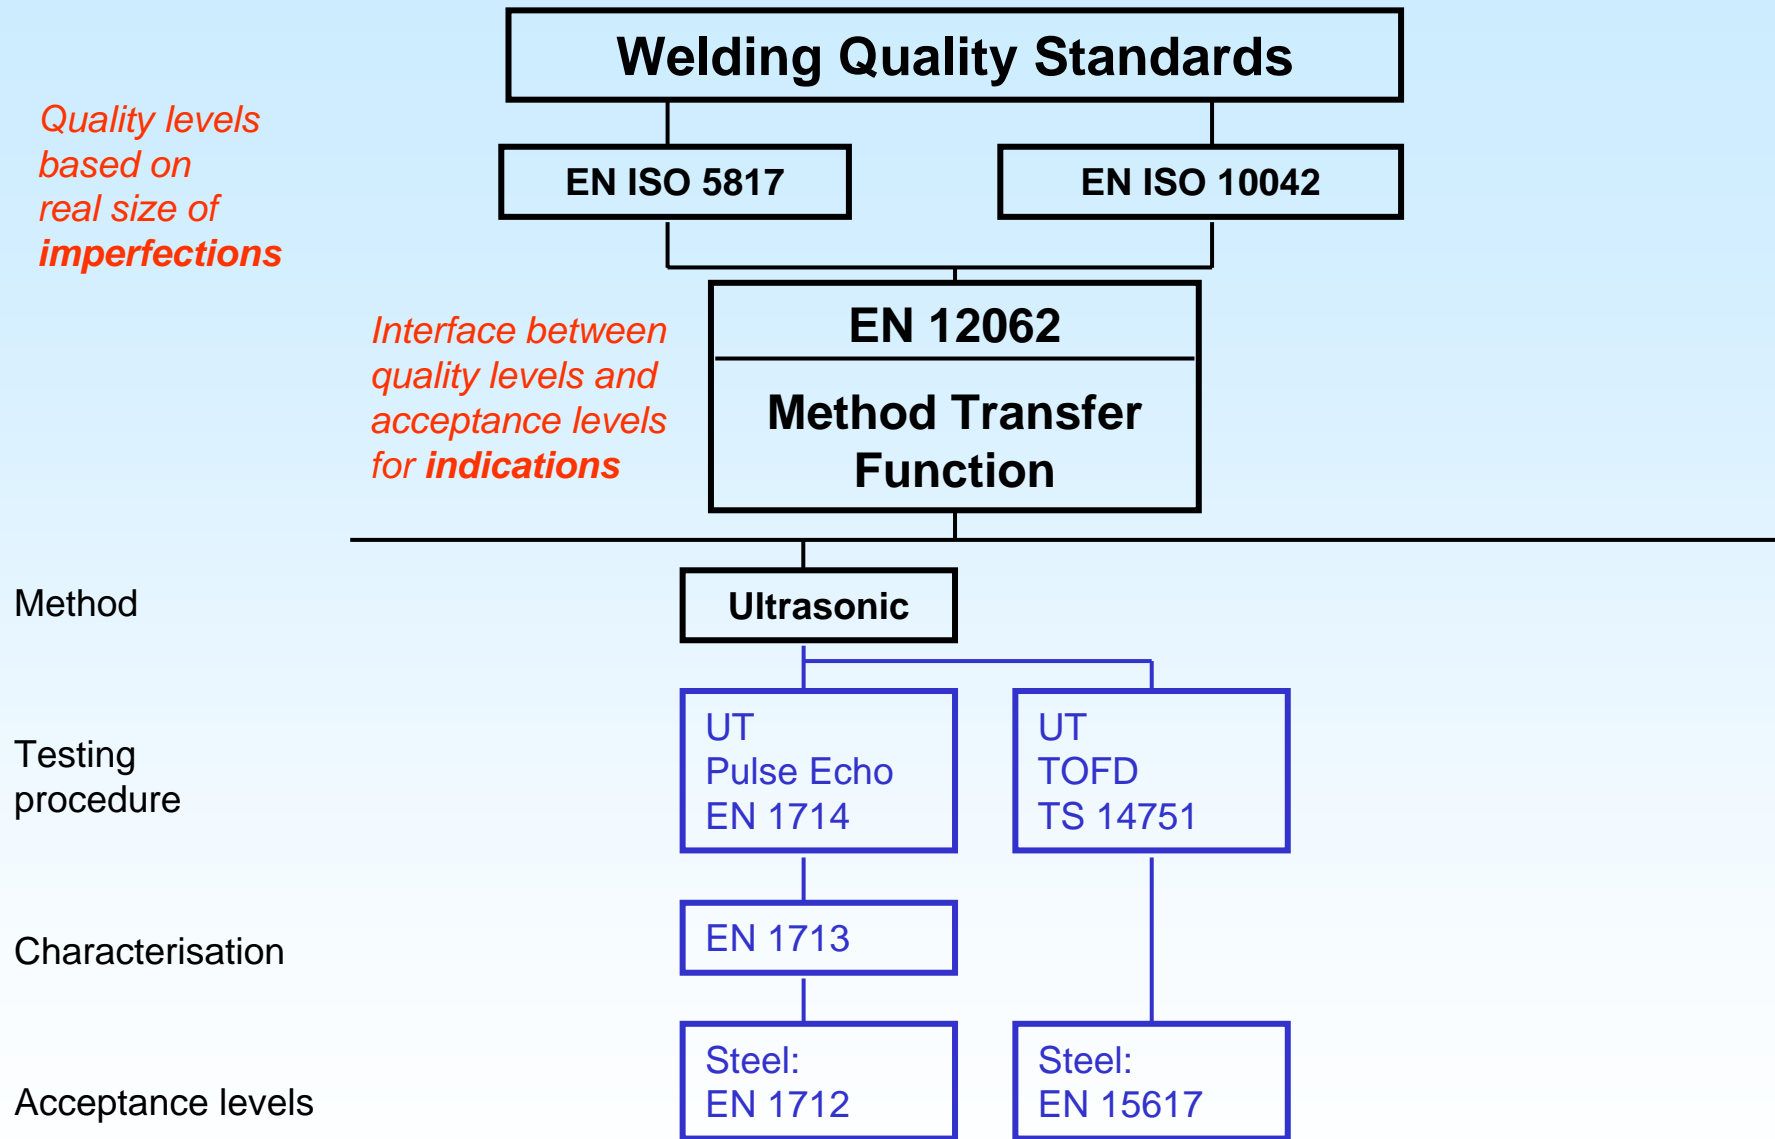 Welding Quality Standards
Quality levels
based on
real size of
imperfections
EN ISO 5817
EN ISO 10042
Interface between
quality levels and
acceptance levels
for indications
EN 12062
Method Transfer
Function
Method
Ultrasonic
Testing
procedure
UT
Pulse Echo
EN 1714
UT
TOFD
TS 14751
Characterisation
EN 1713
Acceptance levels
Steel:
EN 1712
Steel:
EN 15617